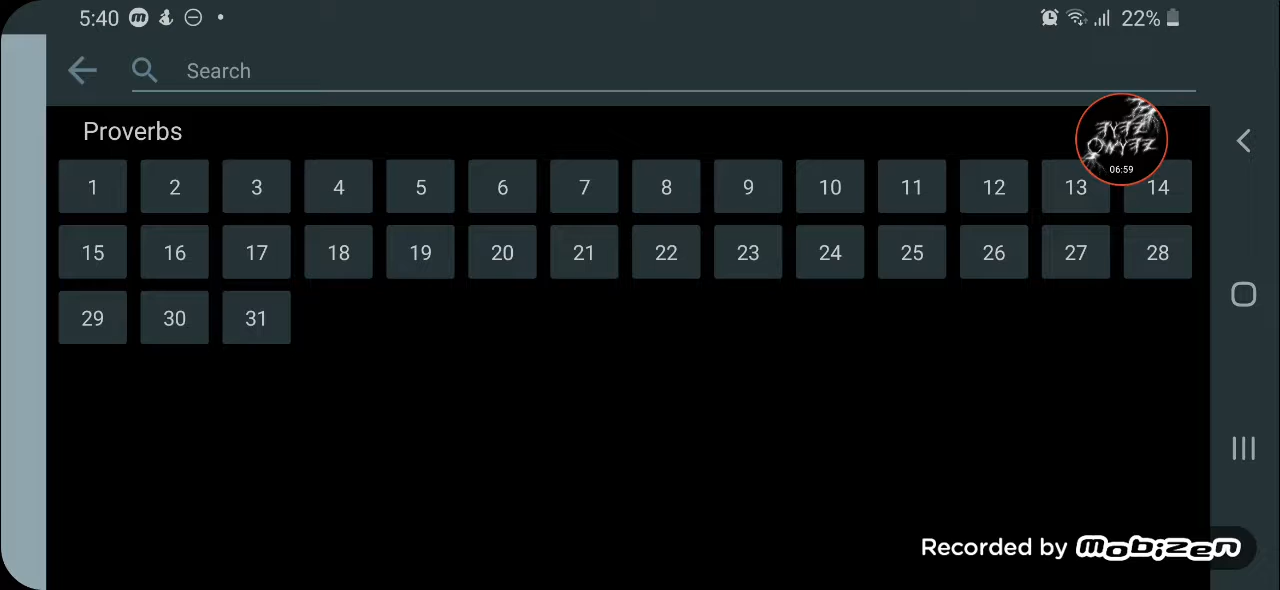 5:40 22%
Search
Proverbs
06:59
1 2 3 4 5 6 7 8 9 10 11 12 13 14
15 16 17 18 19 20 21 22 23 24 25 26 27 28
29 30 31
Recorded by mobizen